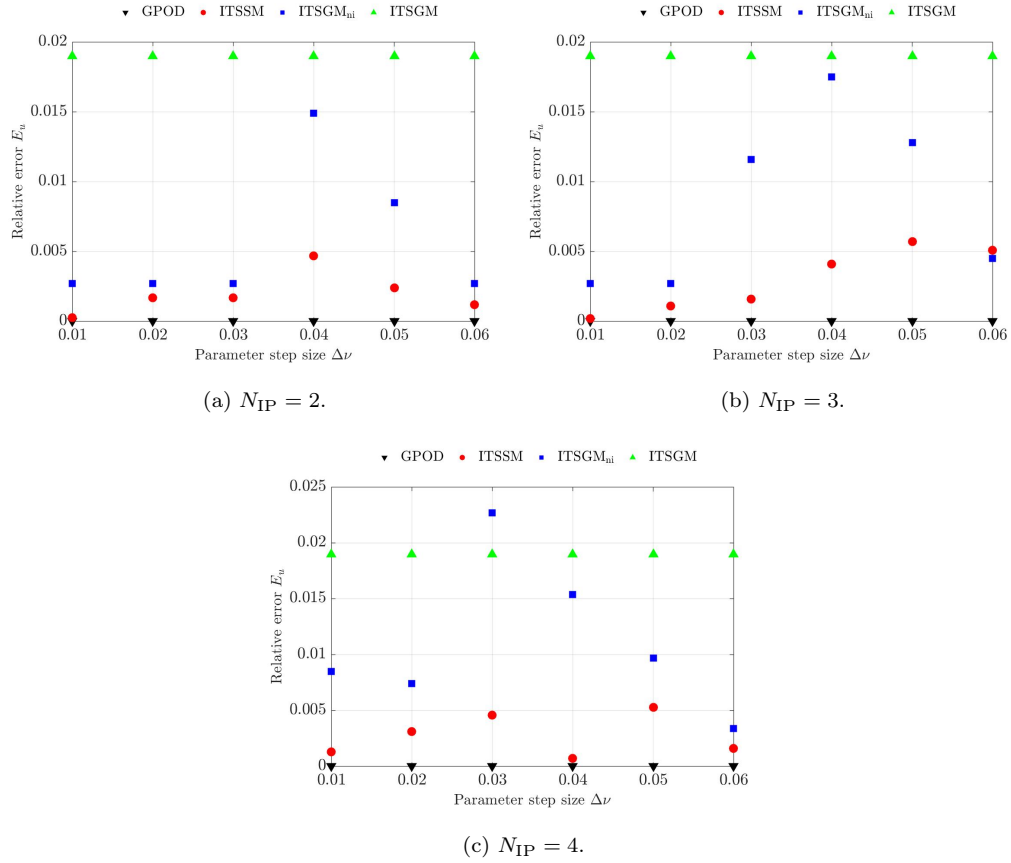 GPOD ITSSM ITSGMni ITSGM
GPOD ITSSM ITSGMni ITSGM
0.02
0.015
0.01
0.005
0
Relative error Eu
0.01 0.02 0.03 0.04 0.05 0.06
Parameter step size Δν
(a) NIP = 2.
0.02
0.015
0.01
0.005
0
Relative error Eu
0.01 0.02 0.03 0.04 0.05 0.06
Parameter step size Δν
(b) NIP = 3.
GPOD ITSSM ITSGMni ITSGM
0.025
0.02
0.015
0.01
0.005
0
Relative error Eu
0.01 0.02 0.03 0.04 0.05 0.06
Parameter step size Δν
(c) NIP = 4.